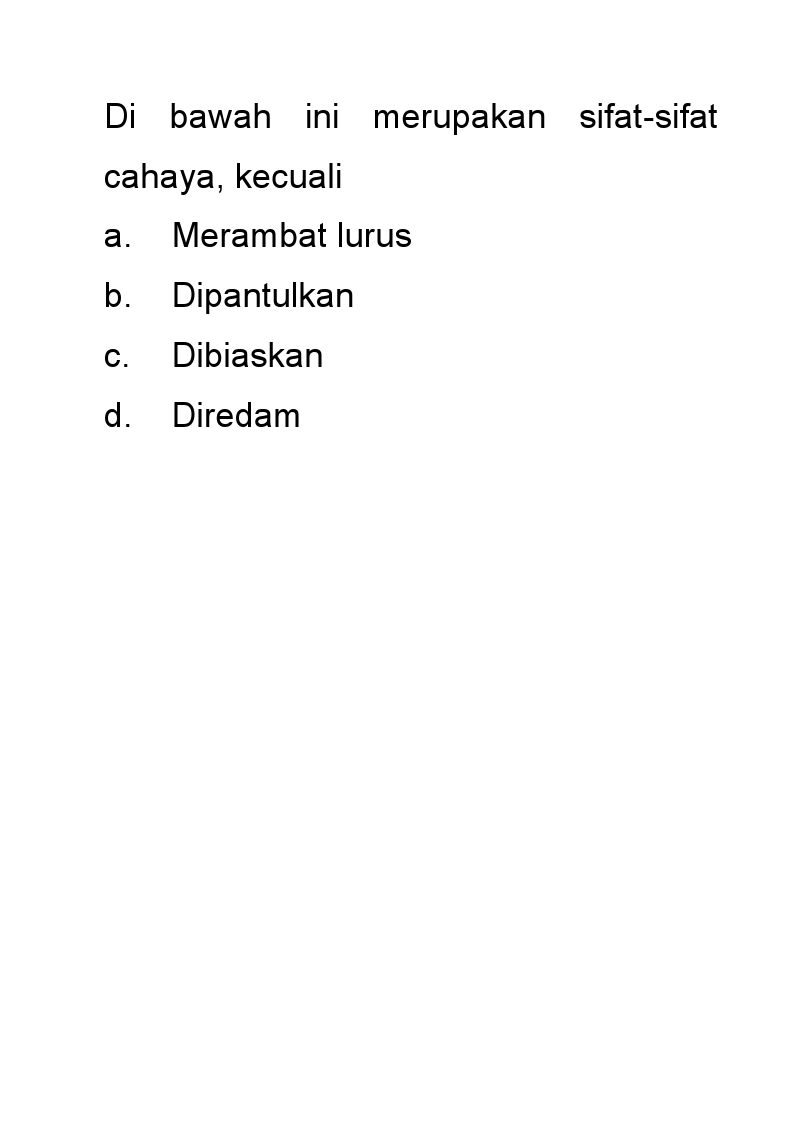 Di bawah ini merupakan sifat-sifat
cahaya, kecuali
a. Merambat lurus
b. Dipantulkan
c. Dibiaskan
d. Diredam